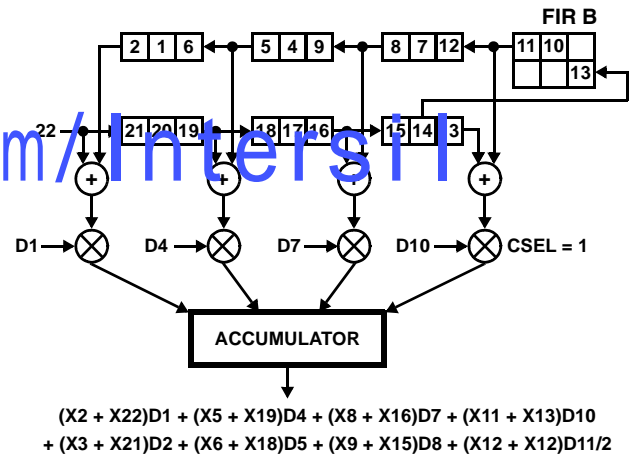 FIR B
2 1 6 5 4 9 8 7 12 11 10
13
22 21 20 19 18 17 16 15 14 13
m/Intersil
+ + + +
D1 D4 D7 D10 CSEL = 1
ACCUMULATOR
(X2 + X22)D1 + (X5 + X19)D4 + (X8 + X16)D7 + (X11 + X13)D10
+ (X3 + X21)D2 + (X6 + X18)D5 + (X9 + X15)D8 + (X12 + X12)D11/2